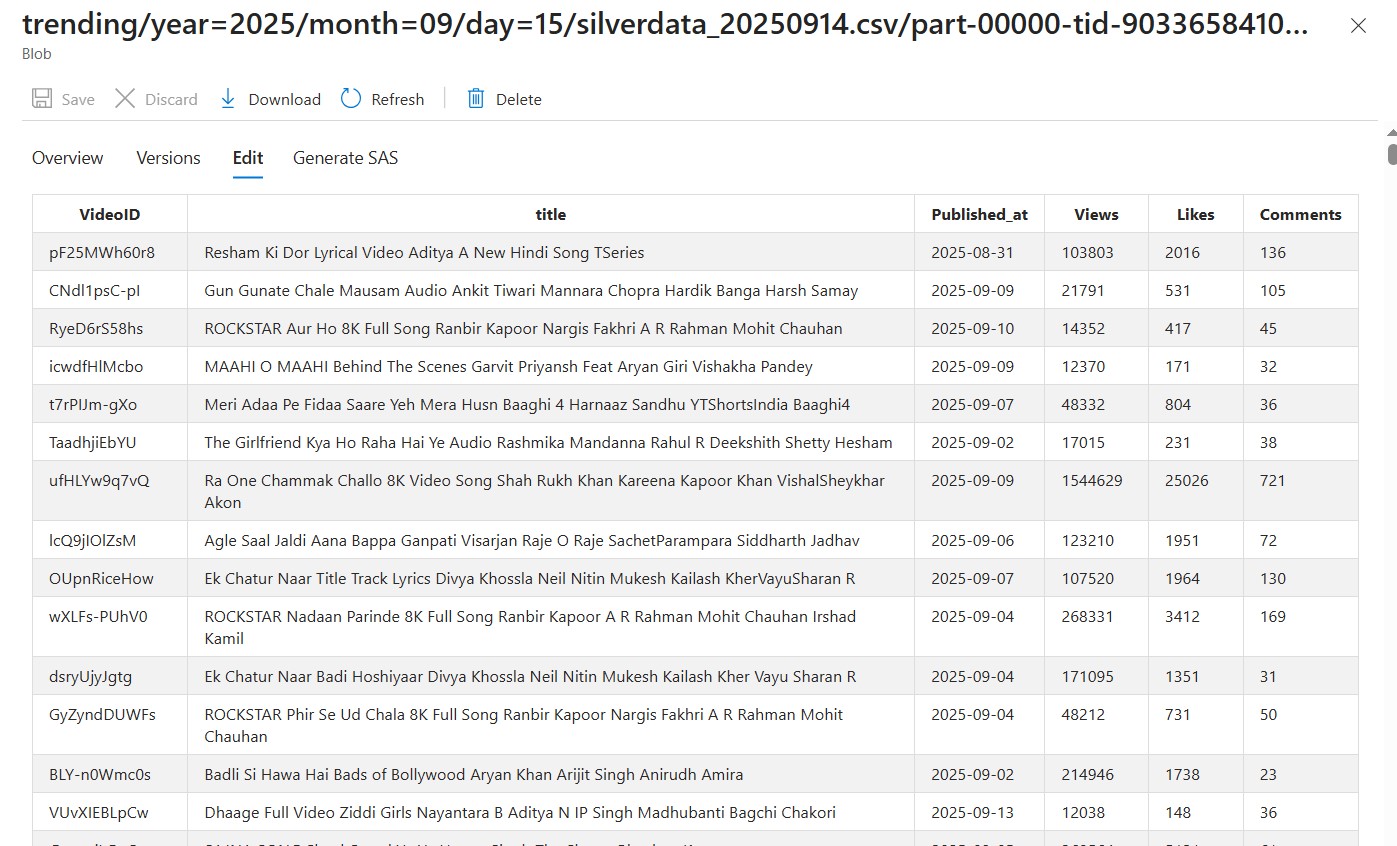 trending/year=2025/month=09/day=15/silverdata_20250914.csv/part-00000-tid-9033658410...
Blob
Save Discard Download Refresh Delete
Overview Versions Edit Generate SAS
VideoID title Published_at Views Likes Comments
pF25MWh60r8 Resham Ki Dor Lyrical Video Aditya A New Hindi Song TSeries 2025-08-31 103803 2016 136
CNdl1psC-pI Gun Gunate Chale Mausam Audio Ankit Tiwari Mannara Chopra Hardik Banga Harsh Samay 2025-09-09 21791 531 105
RyeD6rS58hs ROCKSTAR Aur Ho 8K Full Song Ranbir Kapoor Nargis Fakhri A R Rahman Mohit Chauhan 2025-09-10 14352 417 45
icwdfHlMcbo MAAHI O MAAHI Behind The Scenes Garvit Priyansh Feat Aryan Giri Vishakha Pandey 2025-09-09 12370 171 32
t7rPIJm-gXo Meri Adaa Pe Fidaa Saare Yeh Mera Husn Baaghi 4 Harnaaz Sandhu YTShortsIndia Baaghi4 2025-09-07 48332 804 36
TaadhjiEbYU The Girlfriend Kya Ho Raha Hai Ye Audio Rashmika Mandanna Rahul R Deekshith Shetty Hesham 2025-09-02 17015 231 38
ufHLYw9q7vQ Ra One Chammak Challo 8K Video Song Shah Rukh Khan Kareena Kapoor Khan VishalSheykhar 2025-09-09 1544629 25026 721
Akon
lcQ9jIOlZsM Agle Saal Jaldi Aana Bappa Ganpati Visarjan Raje O Raje SachetParampara Siddharth Jadhav 2025-09-06 123210 1951 72
OUpnRiceHow Ek Chatur Naar Title Track Lyrics Divya Khossla Neil Nitin Mukesh Kailash KherVayuSharan R 2025-09-07 107520 1964 130
wXLFs-PUhV0 ROCKSTAR Nadaan Parinde 8K Full Song Ranbir Kapoor A R Rahman Mohit Chauhan Irshad 2025-09-04 268331 3412 169
Kamil
dsryUjyJgtg Ek Chatur Naar Badi Hoshiyaar Divya Khossla Neil Nitin Mukesh Kailash Kher Vayu Sharan R 2025-09-04 171095 1351 31
GyZyndDUWFs ROCKSTAR Phir Se Ud Chala 8K Full Song Ranbir Kapoor Nargis Fakhri A R Rahman Mohit 2025-09-04 48212 731 50
Chauhan
BLY-n0Wmc0s Badli Si Hawa Hai Bads of Bollywood Aryan Khan Arijit Singh Anirudh Amira 2025-09-02 214946 1738 23
VUvXIEBLpCw Dhaage Full Video Ziddi Girls Nayantara B Aditya N IP Singh Madhubanti Bagchi Chakori 2025-09-13 12038 148 36